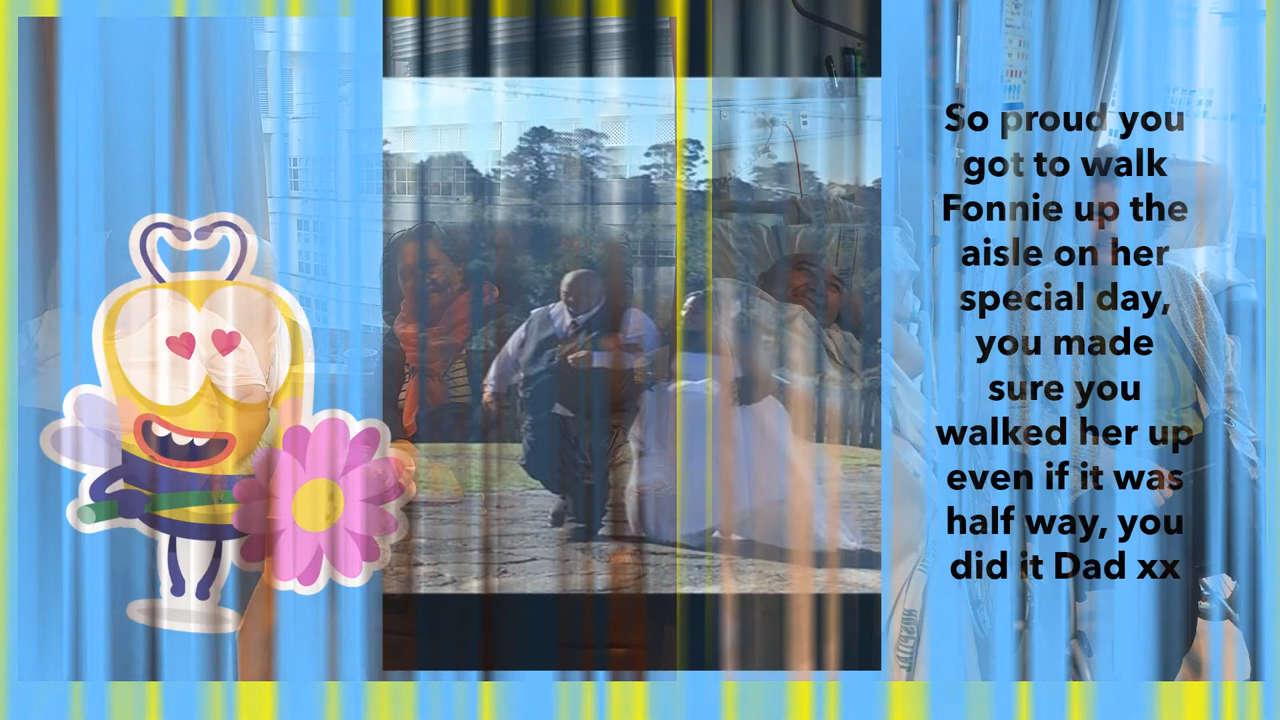 So proud you
got to walk
Fonnie up the
aisle on her
special day,
you made
sure you
walked her up
even if it was
half way, you
did it Dad xx
HOSPITAL